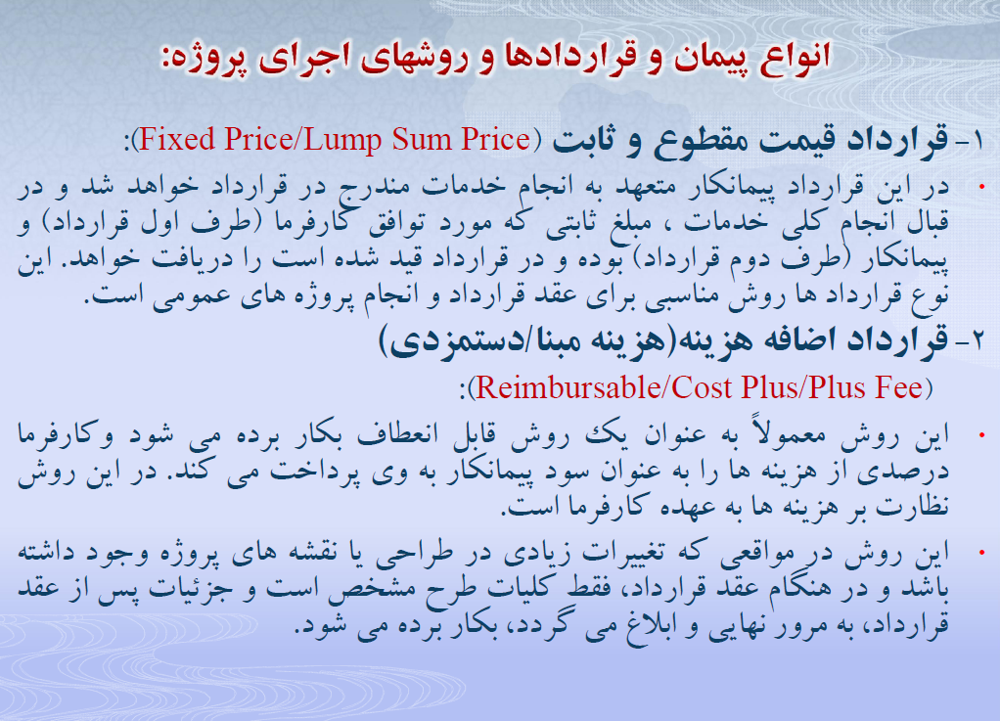 انواع پیمان و قراردادها و روشهای اجرای پروژه:
۱- قرارداد قیمت مقطوع و ثابت (Fixed Price/Lump Sum Price):
• در این قرارداد پیمانکار متعهد به انجام خدمات مندرج در قرارداد خواهد شد و در
قبال انجام کلی خدمات ، مبلغ ثابتی که مورد توافق کارفرما (طرف اول قرارداد) و
پیمانکار (طرف دوم قرارداد) بوده و در قرارداد قید شده است را دریافت خواهد. این
نوع قرارداد ها روش مناسبی برای عقد قرارداد و انجام پروژه های عمومی است.
۲- قرارداد اضافه هزینه(هزینه مبنا/دستمزدی)
(Reimbursable/Cost Plus/Plus Fee):
• این روش معمولاً به عنوان یک روش قابل انعطاف بکار برده می شود وکارفرما
درصدی از هزینه ها را به عنوان سود پیمانکار به وی پرداخت می کند. در این روش
نظارت بر هزینه ها به عهده کارفرما است.
• این روش در مواقعی که تغییرات زیادی در طراحی یا نقشه های پروژه وجود داشته
باشد و در هنگام عقد قرارداد، فقط کلیات طرح مشخص است و جزئیات پس از عقد
قرارداد، به مرور نهایی و ابلاغ می گردد، بکار برده می شود.